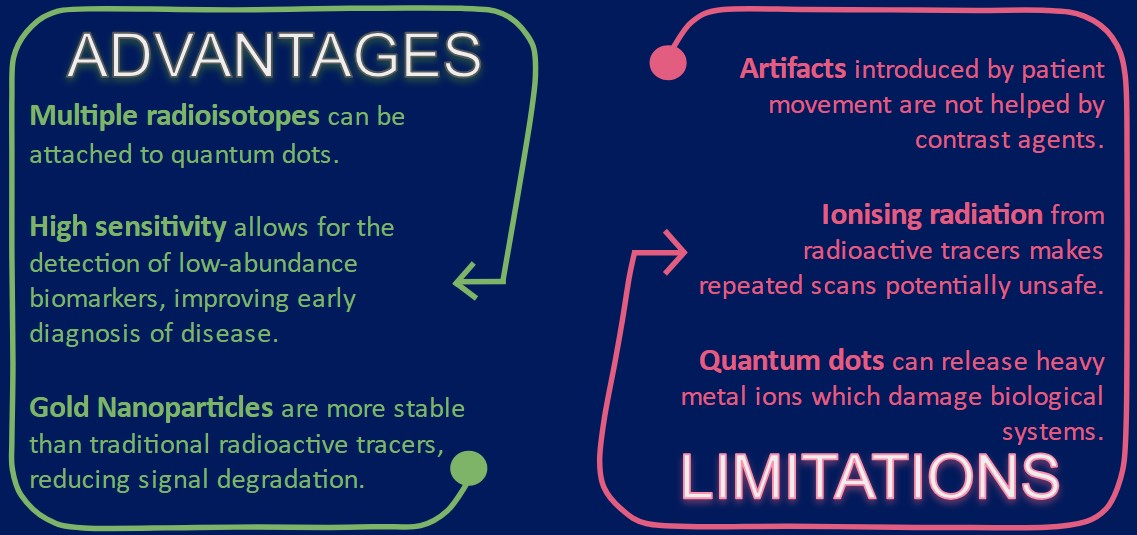 ADVANTAGES
Multiple radioisotopes can be
attached to quantum dots.
High sensitivity allows for the
detection of low-abundance
biomarkers, improving early
diagnosis of disease.
Gold Nanoparticles are more stable
than traditional radioactive tracers,
reducing signal degradation.
Artifacts introduced by patient
movement are not helped by
contrast agents.
Ionising radiation from
radioactive tracers makes
repeated scans potentially unsafe.
Quantum dots can release heavy
metal ions which damage biological
systems.
LIMITATIONS